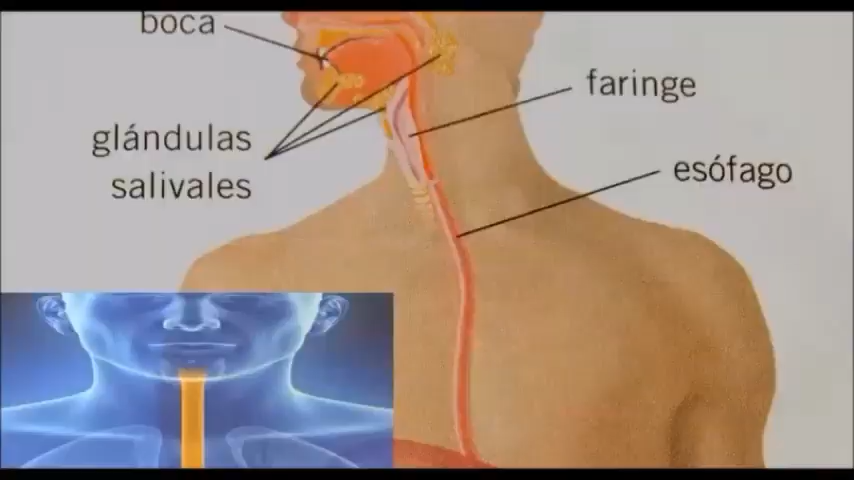 boca
faringe
glándulas
salivales
esófago